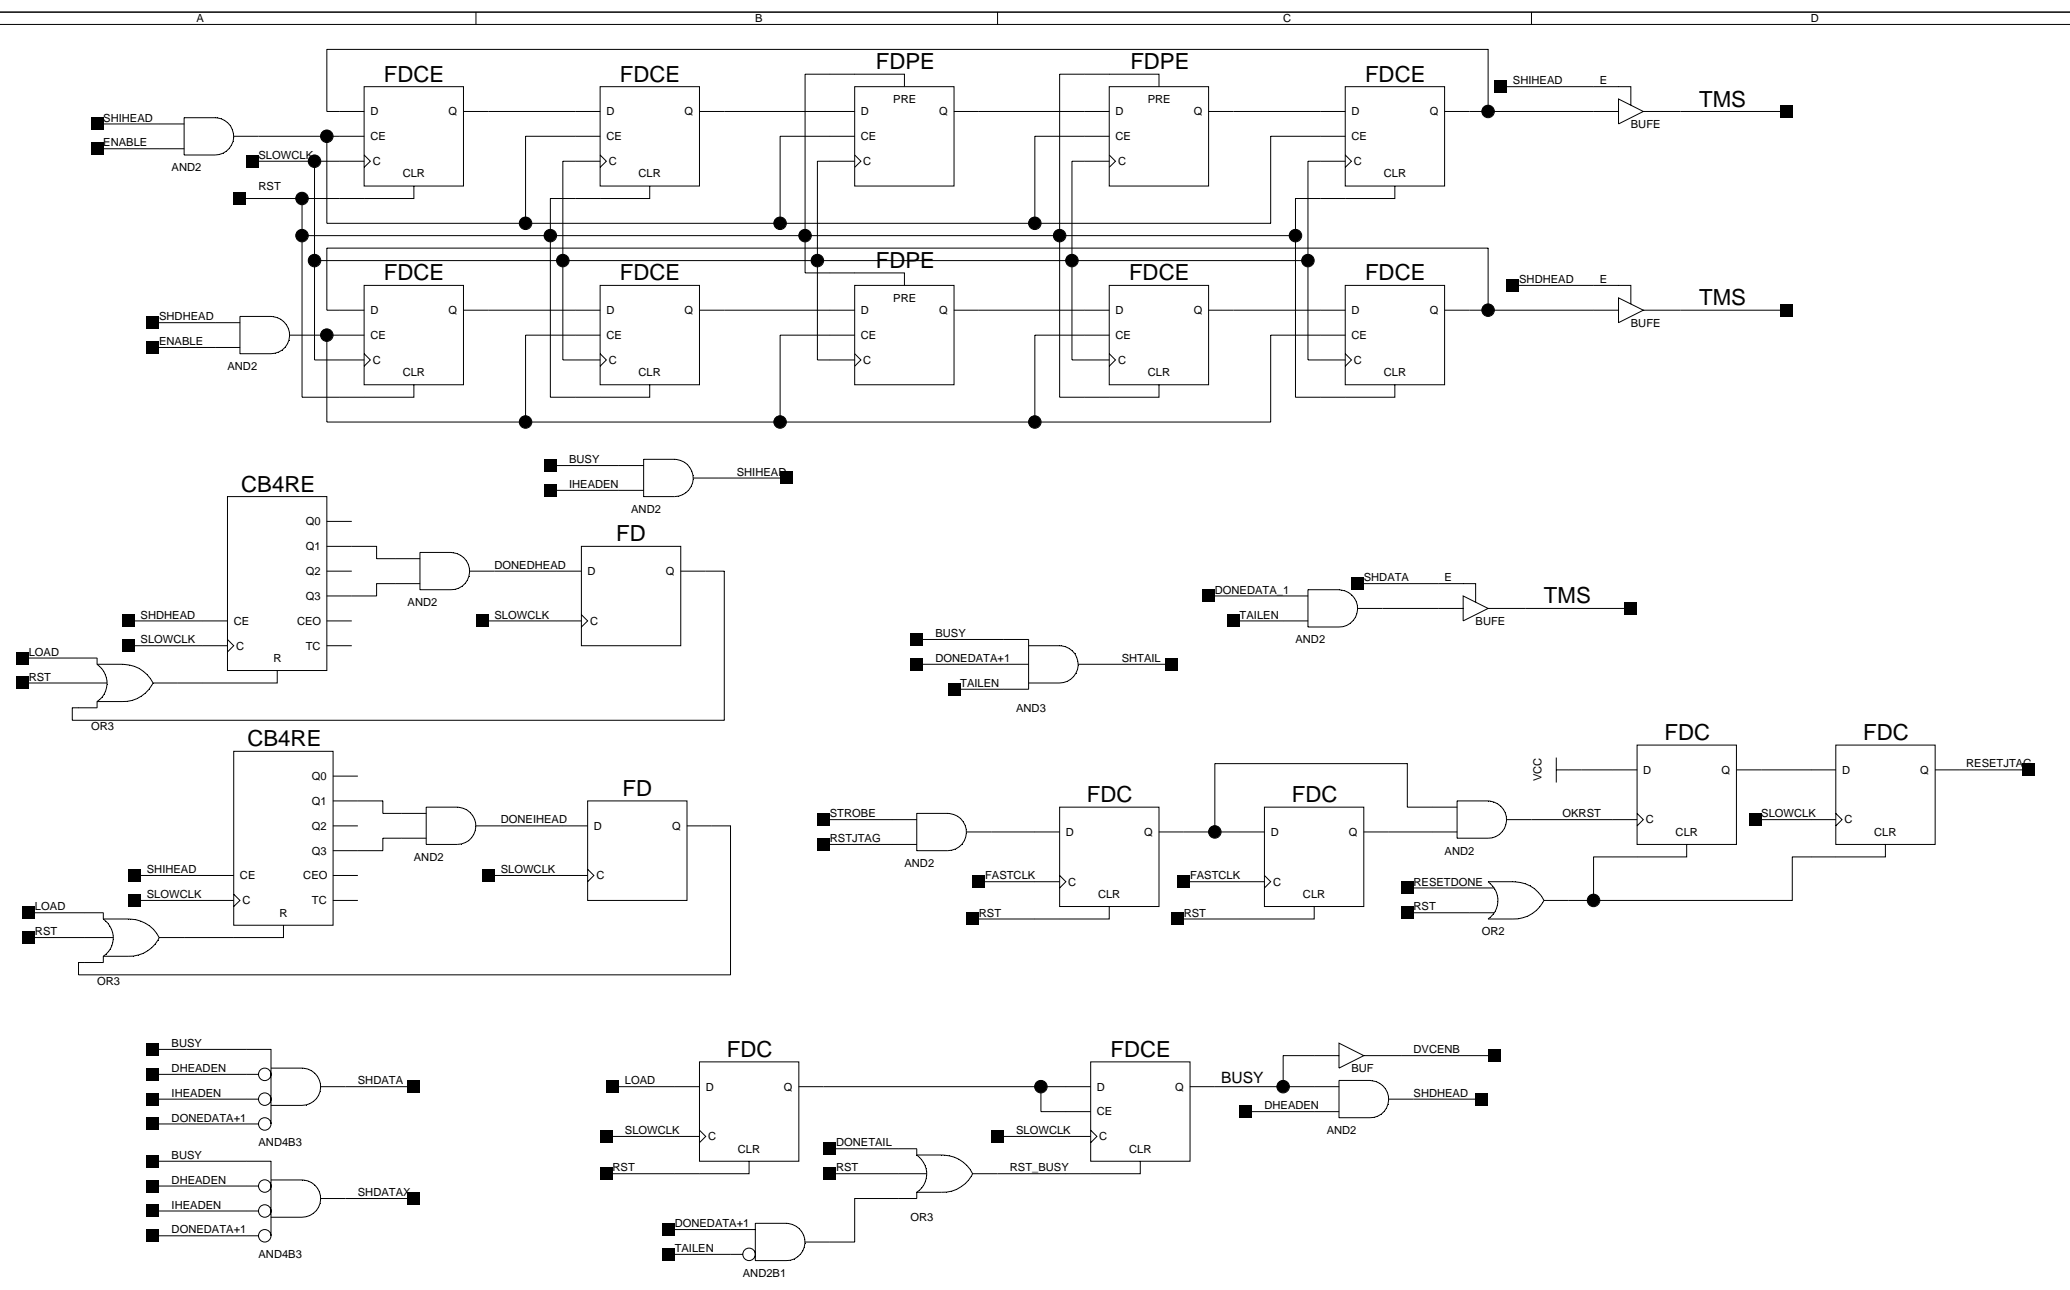 A B C D
FDCE FDCE FDPE FDPE FDCE
SHIHEAD E
PRE PRE
TMS
D Q D Q D Q D Q D Q
SHIHEAD
BUFE
CE CE CE CE CE
ENABLE
SLOWCLK
C C C C C
AND2
CLR CLR CLR
RST
FDCE FDCE FDPE FDCE FDCE
SHDHEAD E
PRE
TMS
D Q D Q D Q D Q D Q
SHDHEAD
BUFE
CE CE CE CE CE
ENABLE
C C C C C
AND2
CLR CLR CLR CLR
BUSY
SHIHEAD
IHEADEN
AND2
CB4RE
Q0
FD
Q1
DONEDHEAD D Q
Q2
SHDATA E
DONEDATA_1
TMS
Q3
AND2
TAILEN
SHDHEAD CE CEO
SLOWCLK C
BUFE
AND2
BUSY
SLOWCLK C TC
LOAD
R
DONEDATA+1 SHTAIL
RST
TAILEN
AND3
OR3
CB4RE
FDC FDC
VCC D Q D Q RESETJTAG
Q0
FD
FDC FDC
Q1
STROBE
OKRST C SLOWCLK C
DONEIHEAD D Q
Q2
D Q D Q
CLR CLR
RSTJTAG
Q3
AND2
AND2
AND2
SHIHEAD CE CEO
SLOWCLK C
FASTCLK C FASTCLK C
RESETDONE
SLOWCLK C TC
CLR CLR
LOAD
R
RST RST
RST
RST
OR2
OR3
BUSY
FDC FDCE
DVCENB
DHEADEN
BUF
SHDATA
LOAD D Q D Q BUSY
IHEADEN
SHDHEAD
CE
DHEADEN
DONEDATA+1
SLOWCLK C
SLOWCLK C
AND2
AND4B3
DONETAIL
CLR CLR
BUSY
RST RST RST_BUSY
DHEADEN
SHDATAX
IHEADEN
OR3
DONEDATA+1
DONEDATA+1
TAILEN
AND4B3
AND2B1